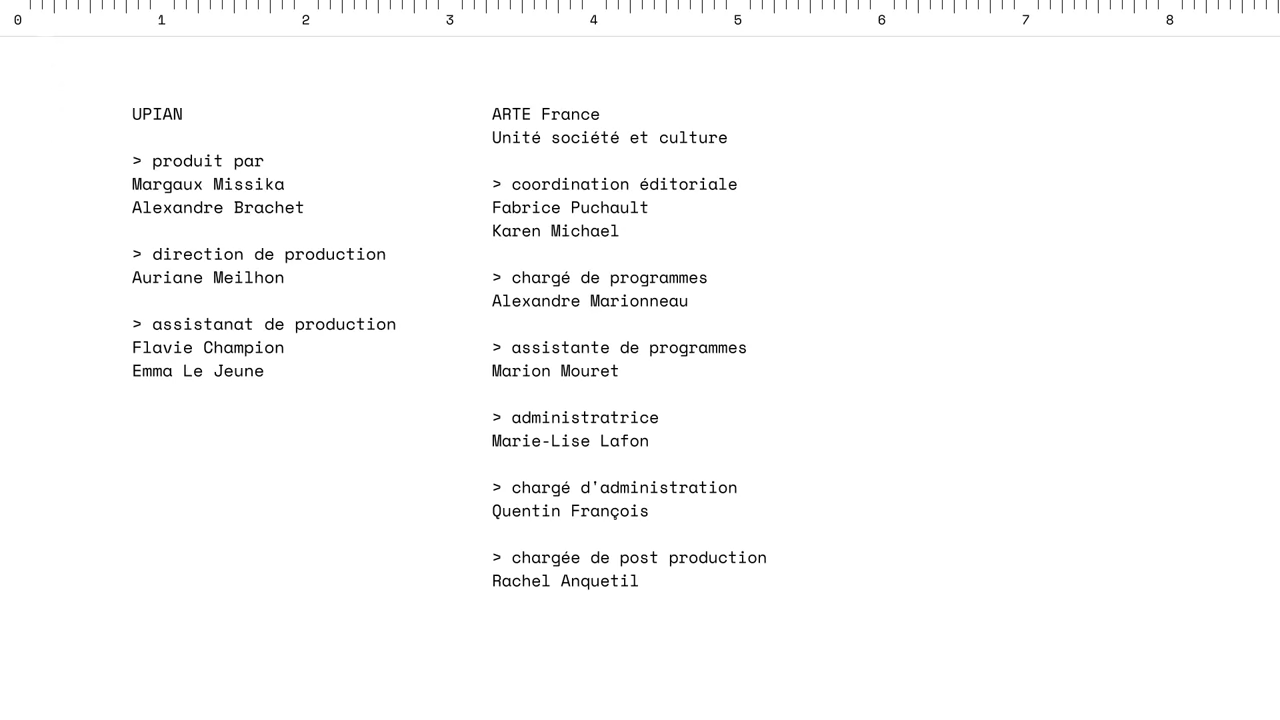 0 1 2 3 4 5 6 7 8
UPIAN
> produit par
Margaux Missika
Alexandre Brachet
> direction de production
Auriane Meilhon
> assistanat de production
Flavie Champion
Emma Le Jeune
ARTE France
Unité société et culture
> coordination éditoriale
Fabrice Puchault
Karen Michael
> chargé de programmes
Alexandre Marionneau
> assistante de programmes
Marion Mouret
> administratrice
Marie-Lise Lafon
> chargé d'administration
Quentin François
> chargée de post production
Rachel Anquetil